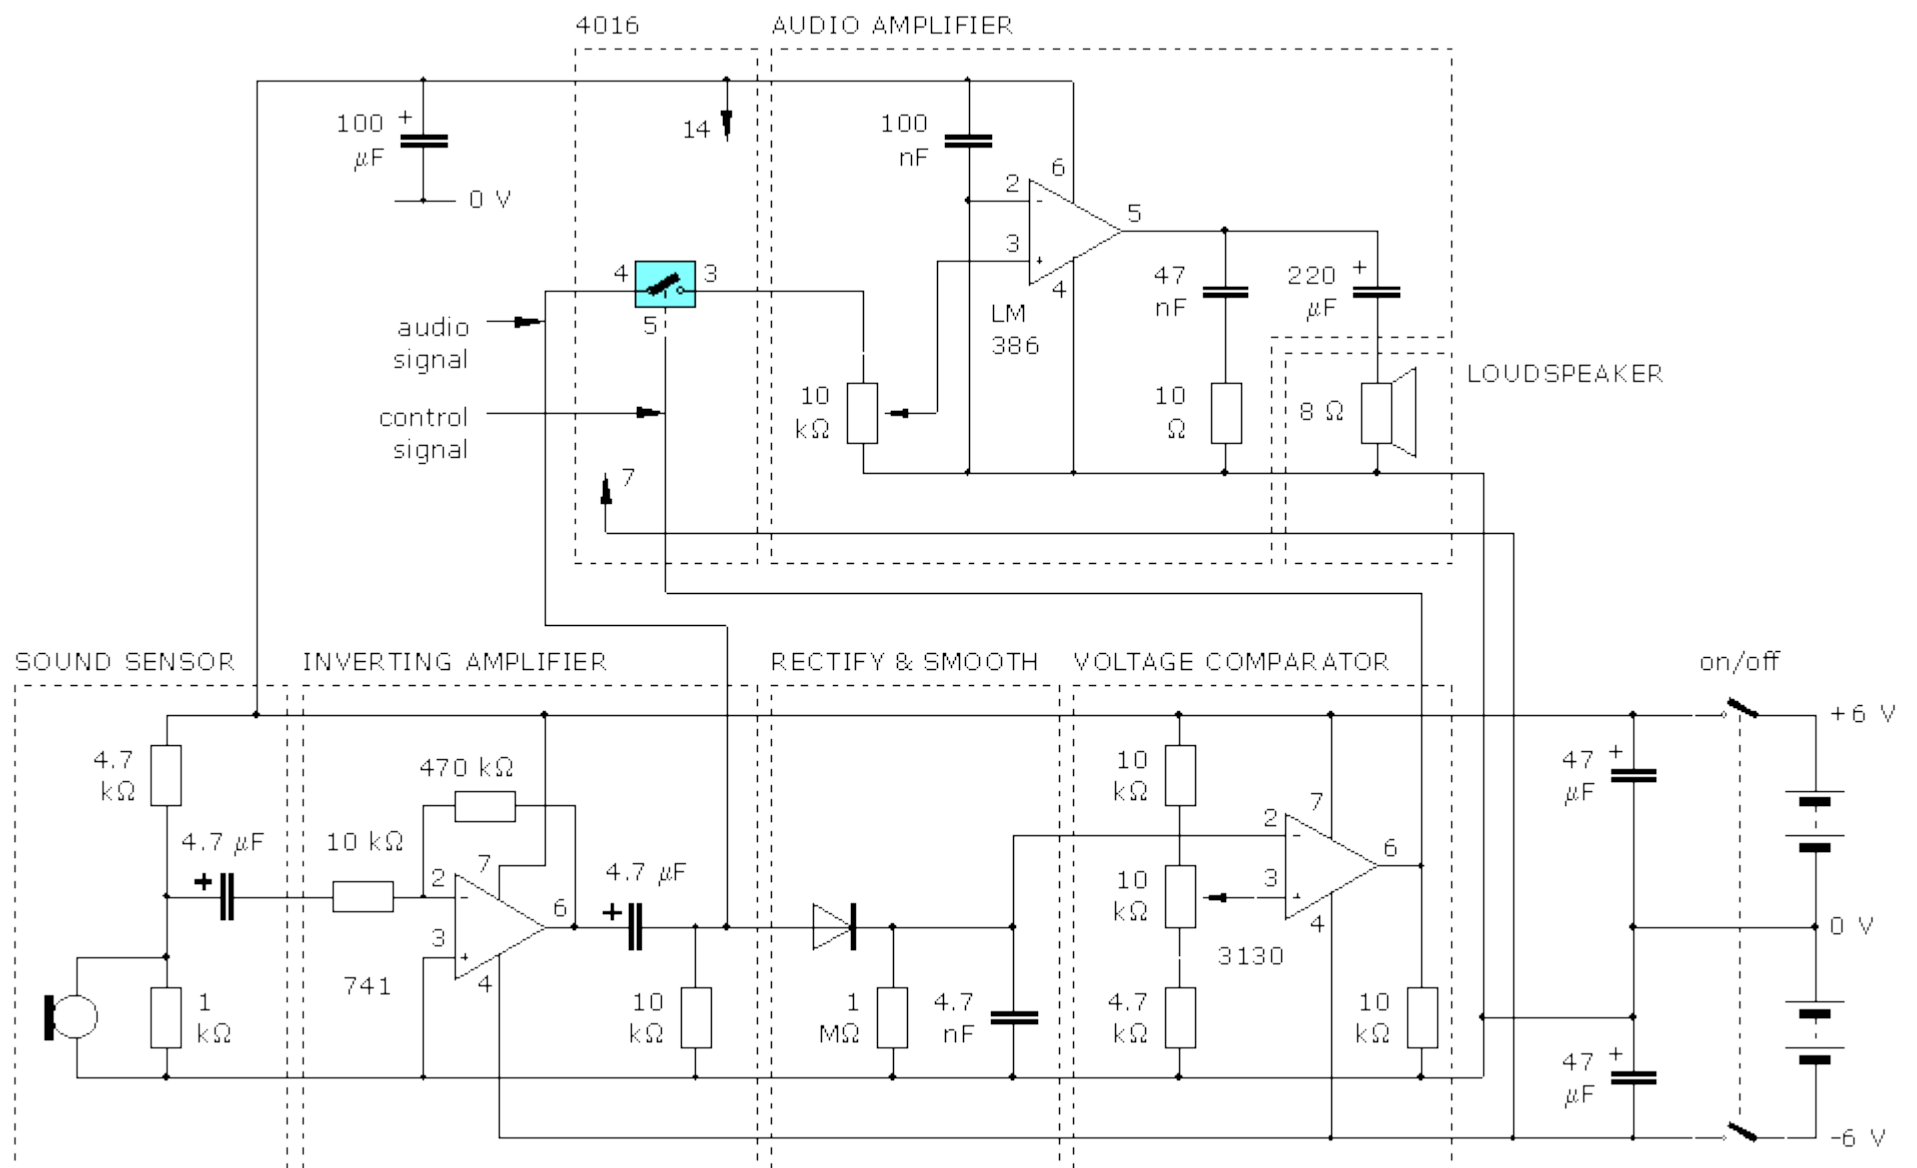 4016
AUDIO AMPLIFIER
100
µF
+
0 V
14
100
nF
6
2
-
5
3
+
4
LM
386
4
3
5
47
nF
220
µF
+
audio
signal
control
signal
10
kΩ
10
Ω
8 Ω
LOUDSPEAKER
7
SOUND SENSOR
INVERTING AMPLIFIER
RECTIFY & SMOOTH
VOLTAGE COMPARATOR
on/off
4.7
kΩ
470 kΩ
10
kΩ
47
µF
+
+6 V
4.7 µF
+
10 kΩ
2
-
7
6
3
+
4
741
4.7 µF
+
10
kΩ
2
-
7
6
3
+
4
3130
0 V
1
kΩ
10
kΩ
1
MΩ
4.7
nF
4.7
kΩ
10
kΩ
47
µF
+
-6 V